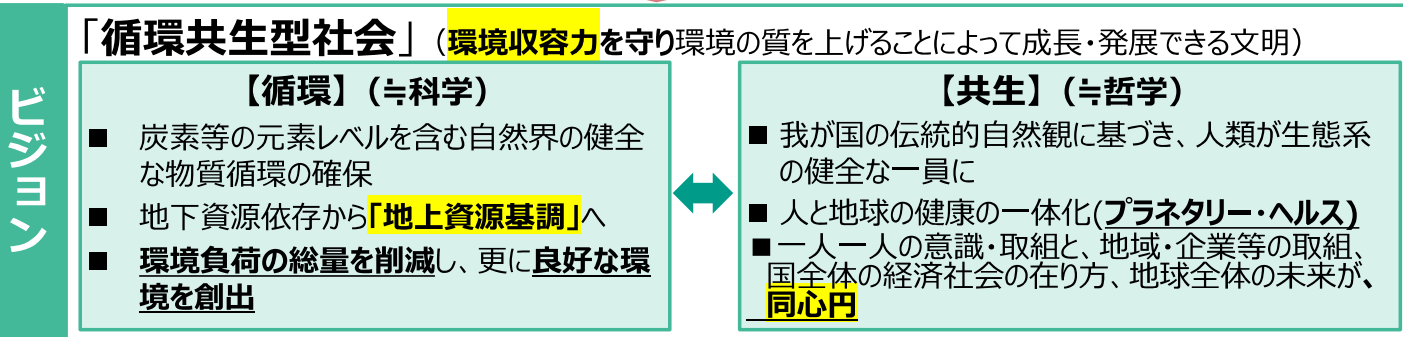 ビジョン
「循環共生型社会」（環境収容力を守り環境の質を上げることによって成長・発展できる文明）
【循環】（≒科学）
■ 炭素等の元素レベルを含む自然界の健全
な物質循環の確保
■ 地下資源依存から「地上資源基調」へ
■ 環境負荷の総量を削減し、更に良好な環
境を創出
【共生】（≒哲学）
■ 我が国の伝統的自然観に基づき、人類が生態系
の健全な一員に
■ 人と地球の健康の一体化(プラネタリー・ヘルス)
■一人一人の意識・取組と、地域・企業等の取組、
国全体の経済社会の在り方、地球全体の未来が、
同心円